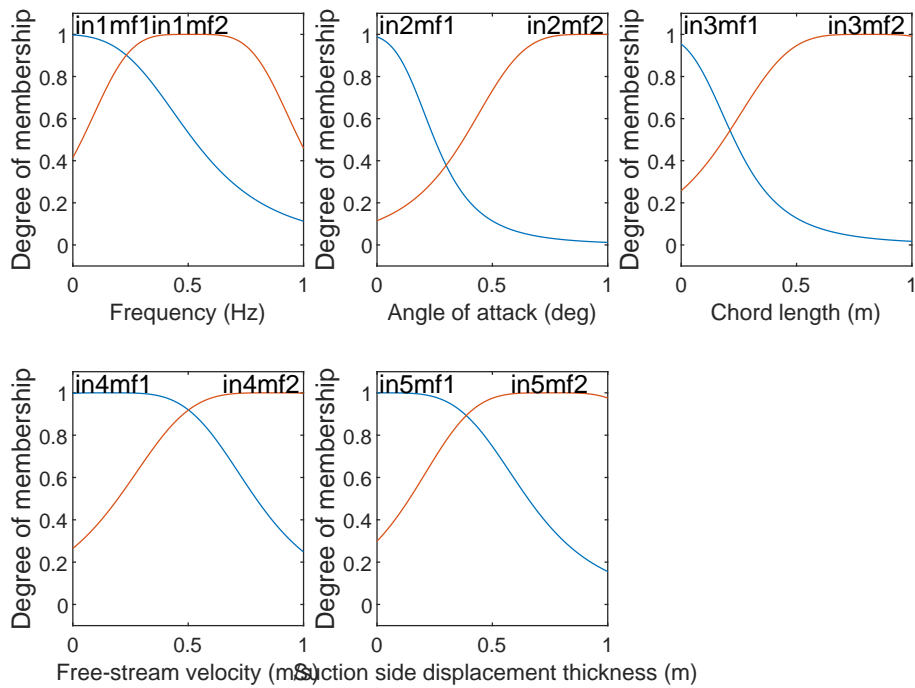 in1mf1in1mf2
Degree of membership
1
0.8
0.6
0.4
0.2
0
0 0.5 1
Frequency (Hz)
in2mf1 in2mf2
Degree of membership
1
0.8
0.6
0.4
0.2
0
0 0.5 1
Angle of attack (deg)
in3mf1 in3mf2
Degree of membership
1
0.8
0.6
0.4
0.2
0
0 0.5 1
Chord length (m)
in4mf1 in4mf2
Degree of membership
1
0.8
0.6
0.4
0.2
0
0 0.5 1
Free-stream velocity (m/s)
in5mf1 in5mf2
Degree of membership
1
0.8
0.6
0.4
0.2
0
0 0.5 1
Suction side displacement thickness (m)